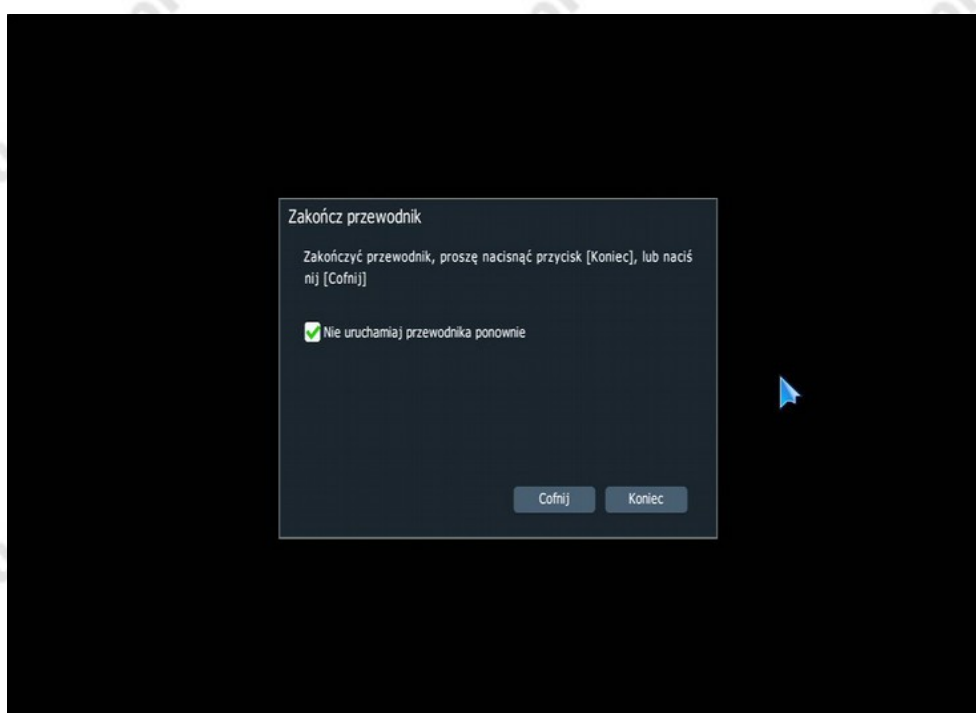 Zakończ przewodnik
Zakończyć przewodnik, proszę nacisnąć przycisk [Koniec], lub naciś
nij [Cofnij]
Nie uruchamiaj przewodnika ponownie
Cofnij
Koniec